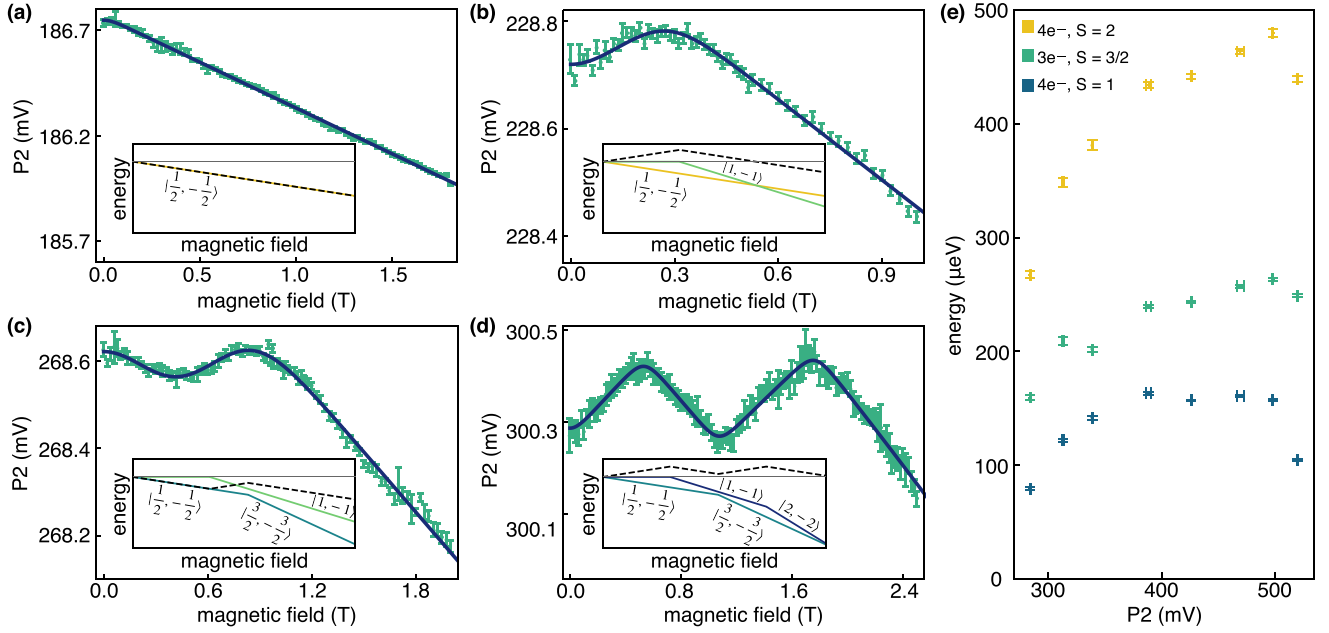 (a)
186.7
186.2
185.7
P2 (mV)
energy
|1/2, −1/2⟩
magnetic field
0.0 0.5 1.0 1.5
magnetic field (T)
(b)
228.8
228.6
228.4
P2 (mV)
energy
|1/2, −1/2⟩
|1, −1⟩
magnetic field
0.0 0.3 0.6 0.9
magnetic field (T)
(c)
268.6
268.4
268.2
P2 (mV)
energy
|1/2, −1/2⟩
|3/2, −3/2⟩
|1, −1⟩
magnetic field
0.0 0.6 1.2 1.8
magnetic field (T)
(d)
300.5
300.3
300.1
P2 (mV)
energy
|1/2, −1/2⟩
|3/2, −3/2⟩
|1, −1⟩
|2, −2⟩
magnetic field
0.0 0.8 1.6 2.4
magnetic field (T)
(e)
500
400
300
200
100
0
energy (µeV)
4e−, S = 2
3e−, S = 3/2
4e−, S = 1
300 400 500
P2 (mV)